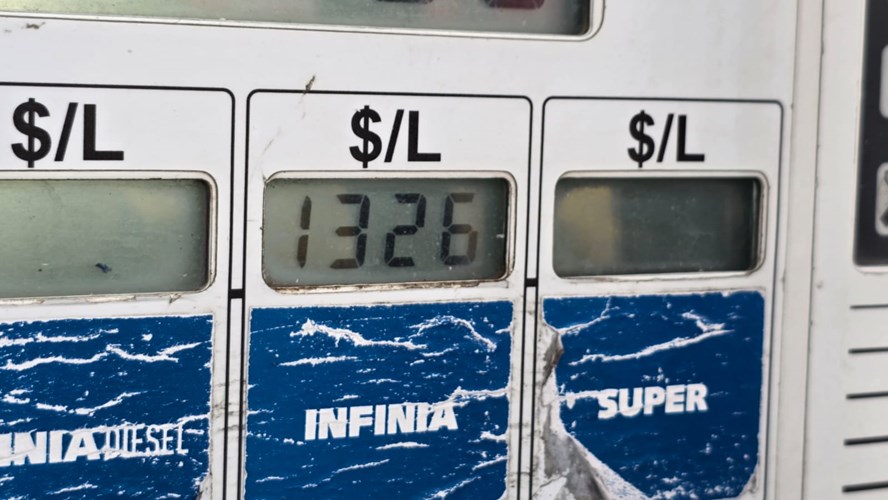 $/L
$/L
$/L
1326
INIA DIESEL
INFINIA
SUPER